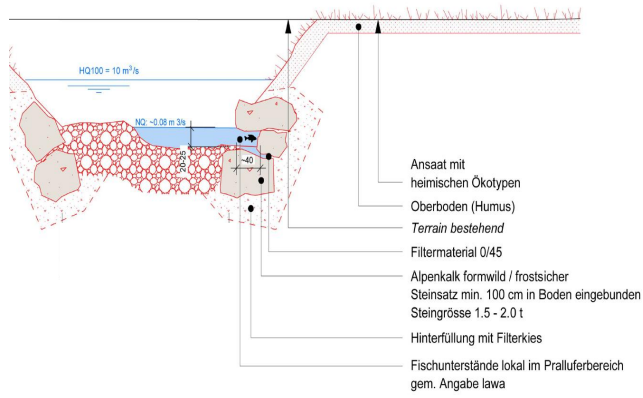 HQ100 = 10 m³/s
NQ: ~0.08 m 3/s
20-25
~40
Ansaat mit
heimischen Ökotypen
Oberboden (Humus)
Terrain bestehend
Filtermaterial 0/45
Alpenkalk formwild / frostsicher
Steinsatz min. 100 cm in Boden eingebunden
Steingrösse 1.5 - 2.0 t
Hinterfüllung mit Filterkies
Fischunterstände lokal im Pralluferbereich
gem. Angabe lawa